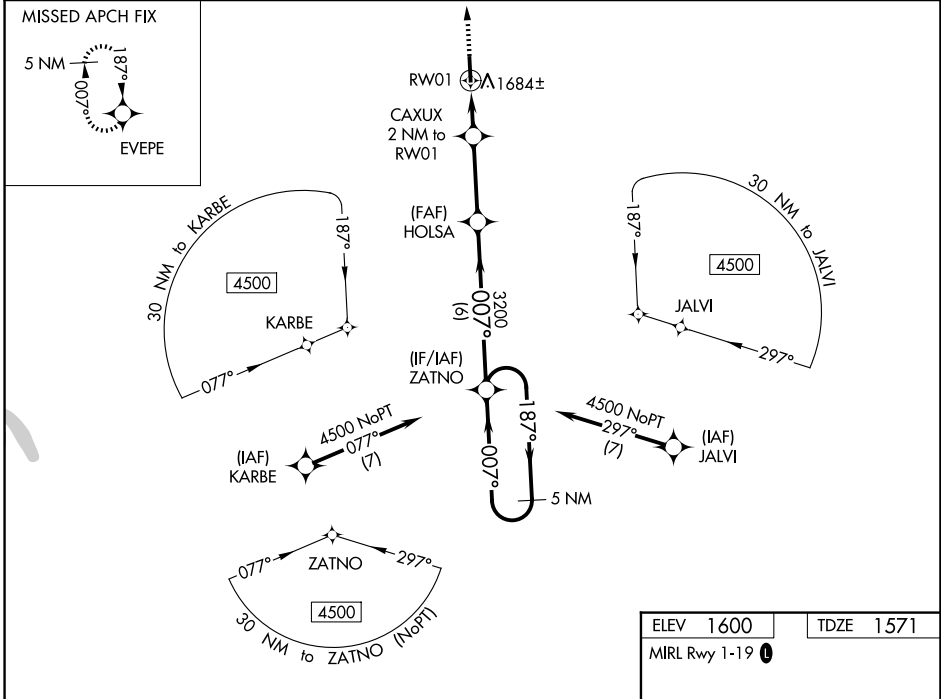 MISSED APCH FIX
5 NM
187°
007°
EVEPE
RW01
1684±
CAXUX
2 NM to
RW01
(FAF)
HOLSA
30 NM to KARBE
187°
4500
KARBE
077°
30 NM to JALVI
187°
4500
JALVI
297°
3200
007°
(6)
(IF/IAF)
ZATNO
187°
007°
5 NM
4500 NoPT
077°
(7)
(IAF)
KARBE
4500 NoPT
297°
(7)
(IAF)
JALVI
077°
ZATNO
297°
4500
30 NM to ZATNO (NoPT)
ELEV 1600
TDZE 1571
MIRL Rwy 1-19 L